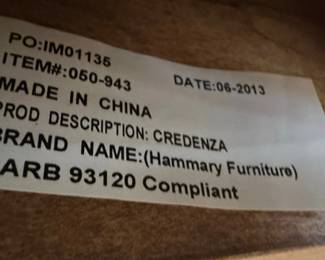 PO:IM01135
ITEM#:050-943
DATE:06-2013
MADE IN CHINA
PROD DESCRIPTION: CREDENZA
BRAND NAME:(Hammary Furniture)
CARB 93120 Compliant